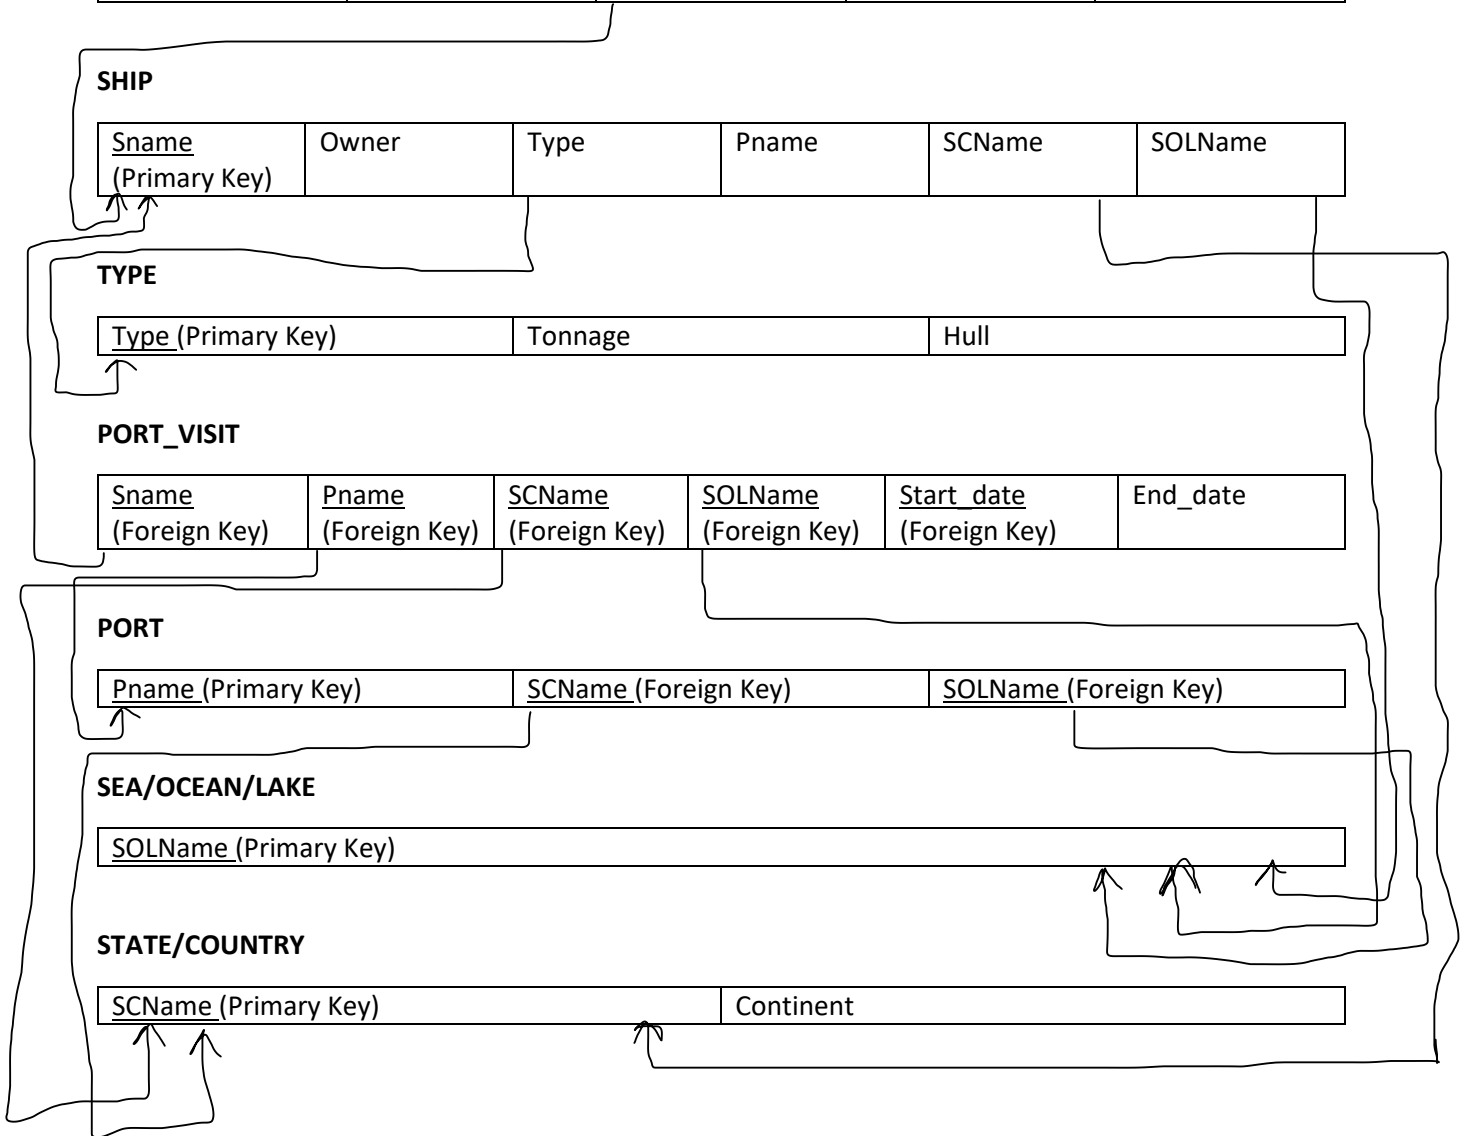 SHIP
Sname Owner Type Pname SCName SOLName
(Primary Key)
TYPE
Type (Primary Key) Tonnage Hull
PORT_VISIT
Sname Pname SCName SOLName Start_date End_date
(Foreign Key) (Foreign Key) (Foreign Key) (Foreign Key) (Foreign Key)
PORT
Pname (Primary Key) SCName (Foreign Key) SOLName (Foreign Key)
SEA/OCEAN/LAKE
SOLName (Primary Key)
STATE/COUNTRY
SCName (Primary Key) Continent